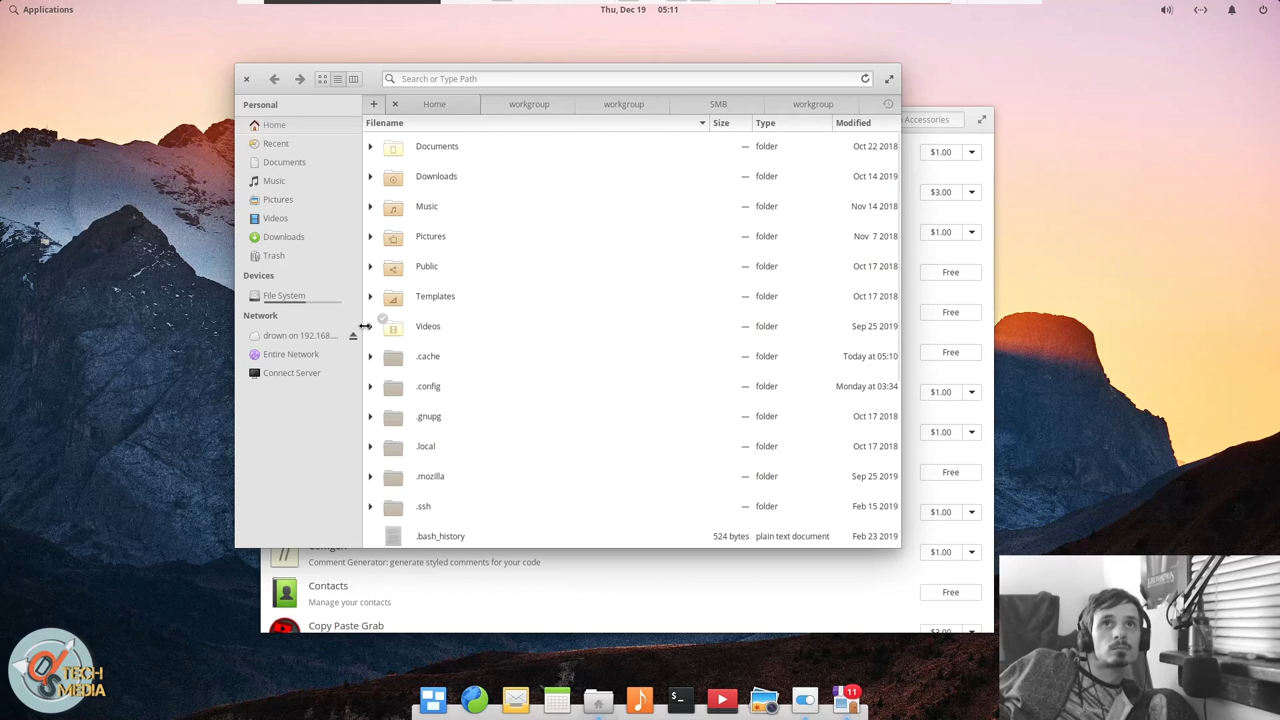 Applications
Thu, Dec 19 05:11
Search or Type Path
Personal
Home
Recent
Documents
Music
Pictures
Videos
Downloads
Trash
Devices
File System
Network
drown on 192.168....
Entire Network
Connect Server
Home workgroup workgroup SMB workgroup
Filename Size Type Modified
Documents — folder Oct 22 2018
Downloads — folder Oct 14 2019
Music — folder Nov 14 2018
Pictures — folder Nov 7 2018
Public — folder Oct 17 2018
Templates — folder Oct 17 2018
Videos — folder Sep 25 2019
.cache — folder Today at 05:10
.config — folder Monday at 03:34
.gnupg — folder Oct 17 2018
.local — folder Oct 17 2018
.mozilla — folder Sep 25 2019
.ssh — folder Feb 15 2019
.bash_history 524 bytes plain text document Feb 23 2019
Accessories
$1.00
$3.00
$1.00
Free
Free
Free
$1.00
$1.00
Free
$1.00
$1.00
Comment Generator: generate styled comments for your code
Contacts
Manage your contacts
Free
Copy Paste Grab
$3.00
TECH
MEDIA
11